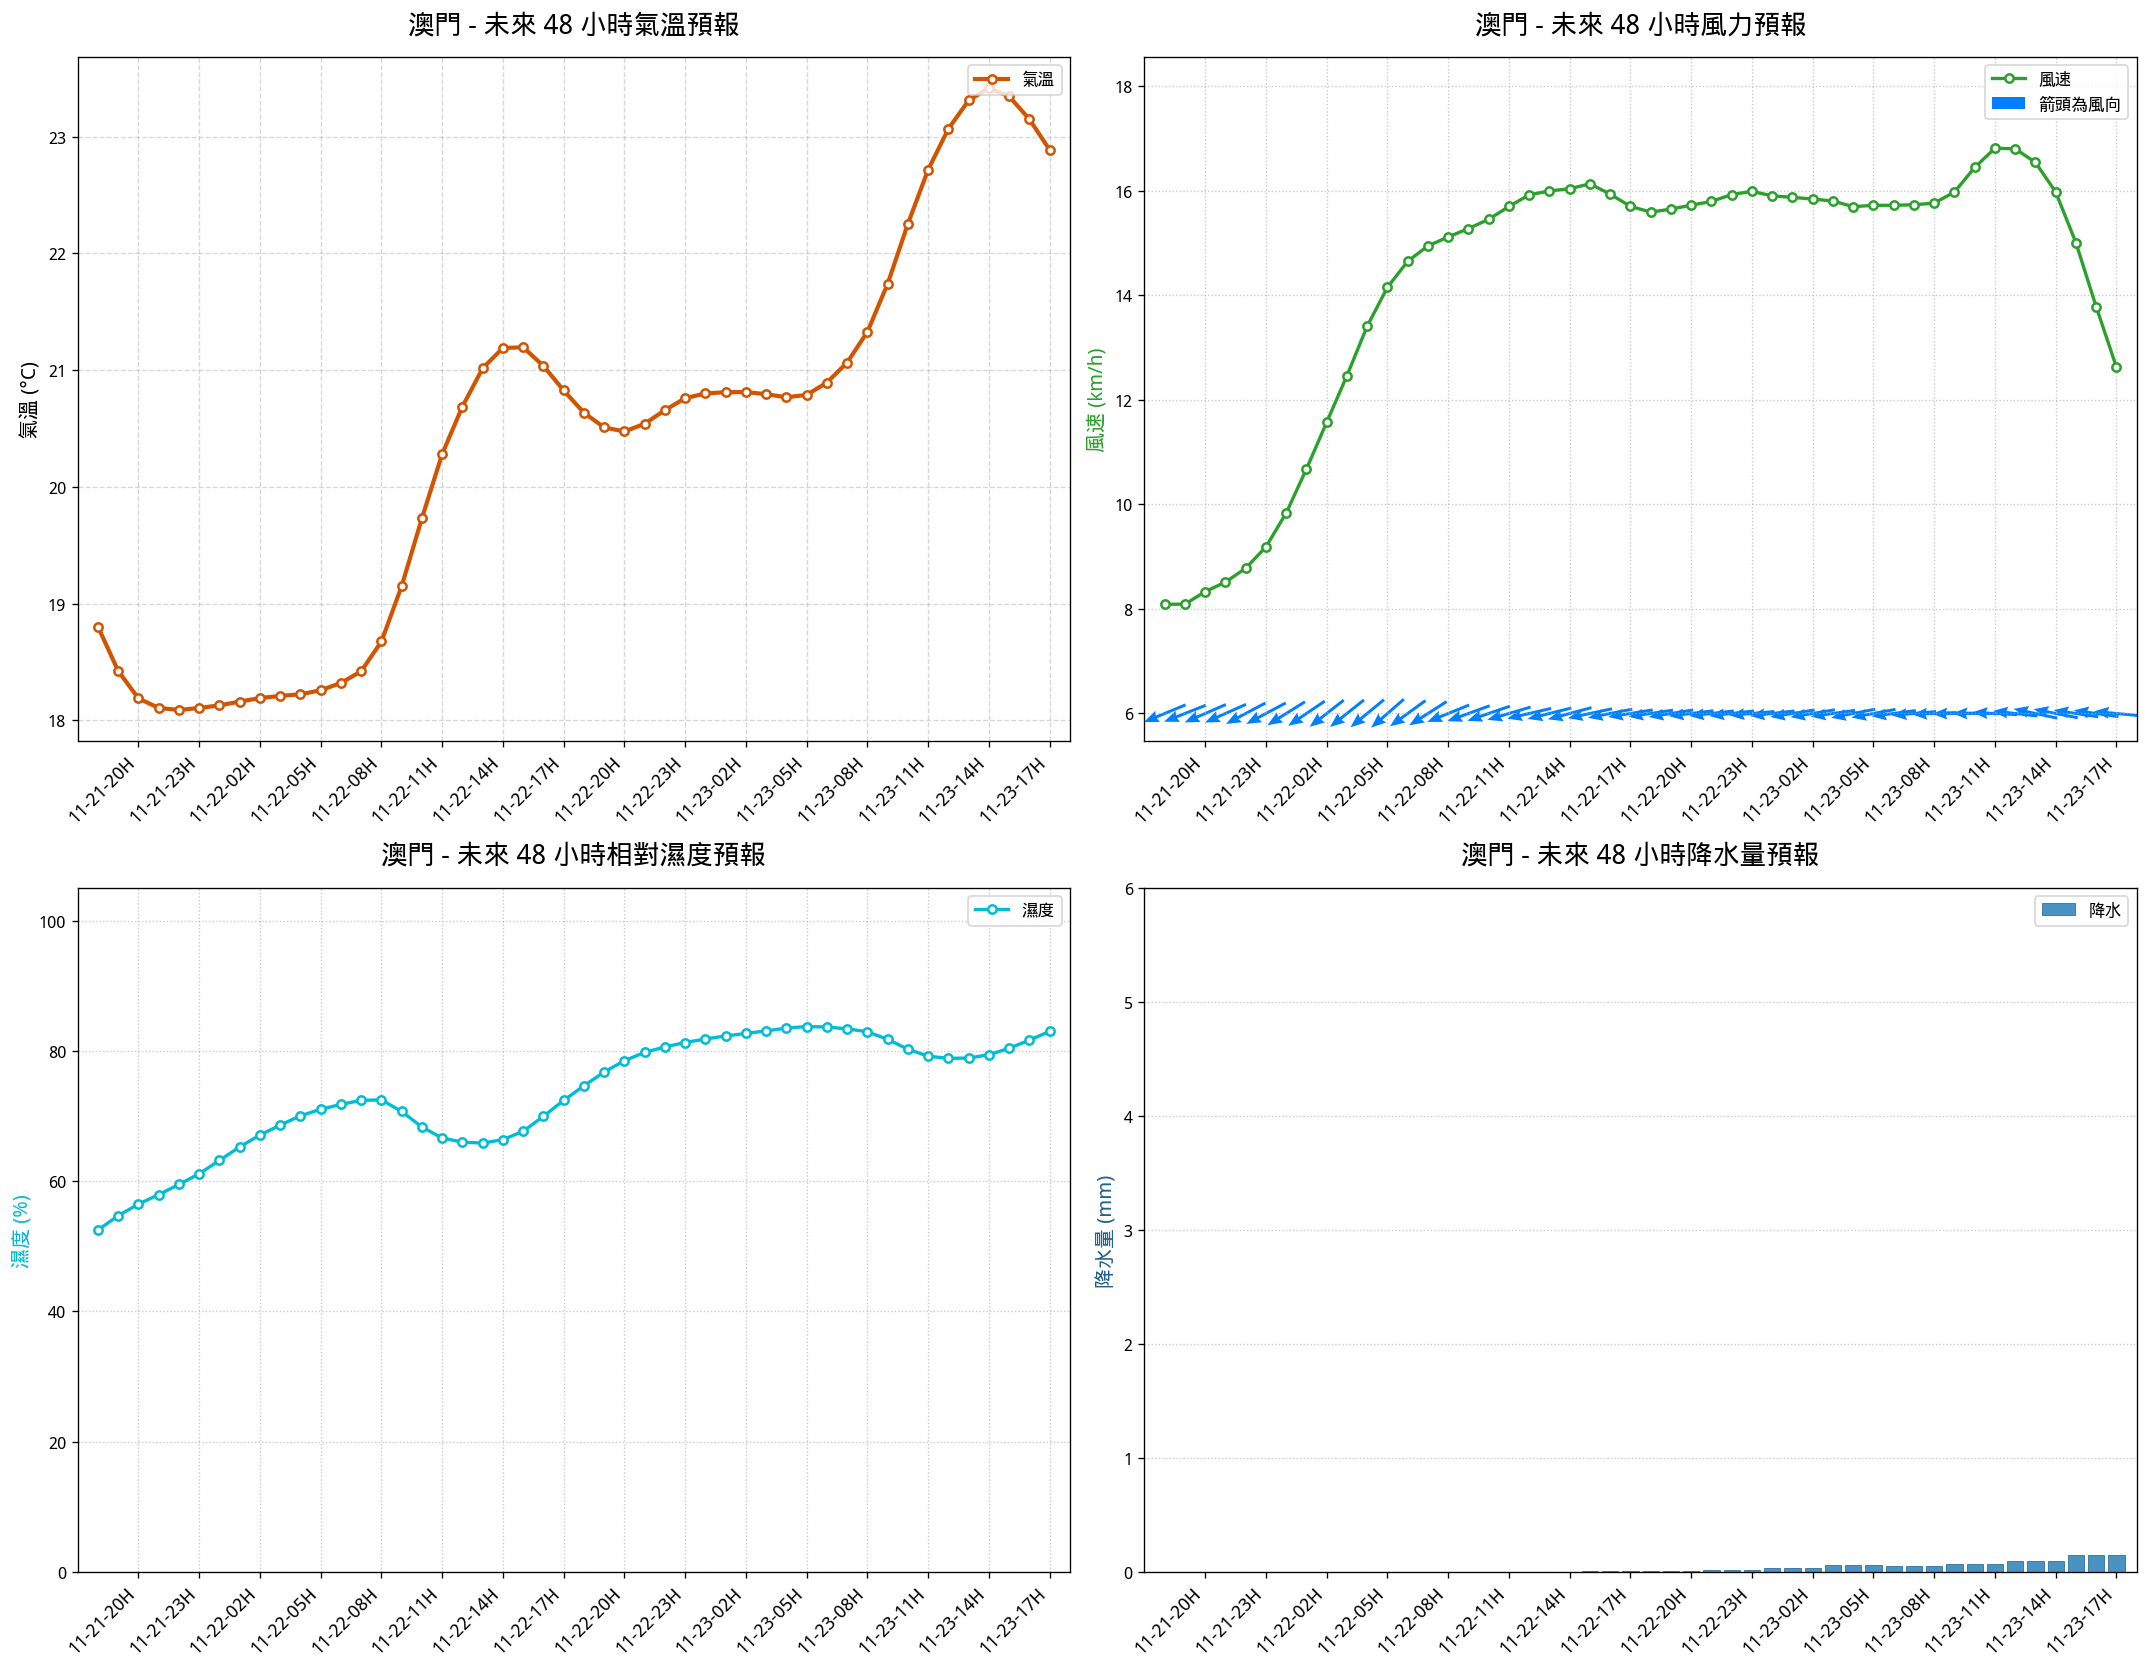 澳門 - 未來 48 小時氣溫預報
氣溫
氣溫 (°C)
23
22
21
20
19
18
11-21-20H
11-21-23H
11-22-02H
11-22-05H
11-22-08H
11-22-11H
11-22-14H
11-22-17H
11-22-20H
11-22-23H
11-23-02H
11-23-05H
11-23-08H
11-23-11H
11-23-14H
11-23-17H
澳門 - 未來 48 小時風力預報
風速
箭頭為風向
風速 (km/h)
18
16
14
12
10
8
6
11-21-20H
11-21-23H
11-22-02H
11-22-05H
11-22-08H
11-22-11H
11-22-14H
11-22-17H
11-22-20H
11-22-23H
11-23-02H
11-23-05H
11-23-08H
11-23-11H
11-23-14H
11-23-17H
澳門 - 未來 48 小時相對濕度預報
濕度
濕度 (%)
100
80
60
40
20
0
11-21-20H
11-21-23H
11-22-02H
11-22-05H
11-22-08H
11-22-11H
11-22-14H
11-22-17H
11-22-20H
11-22-23H
11-23-02H
11-23-05H
11-23-08H
11-23-11H
11-23-14H
11-23-17H
澳門 - 未來 48 小時降水量預報
降水
降水量 (mm)
6
5
4
3
2
1
0
11-21-20H
11-21-23H
11-22-02H
11-22-05H
11-22-08H
11-22-11H
11-22-14H
11-22-17H
11-22-20H
11-22-23H
11-23-02H
11-23-05H
11-23-08H
11-23-11H
11-23-14H
11-23-17H